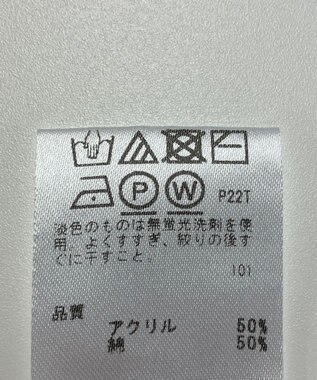 P W P22T
淡色のものは無蛍光洗剤を使
用、よくすすぎ、絞りの後す
ぐに干すこと。
101
品質
アクリル 50%
綿 50%